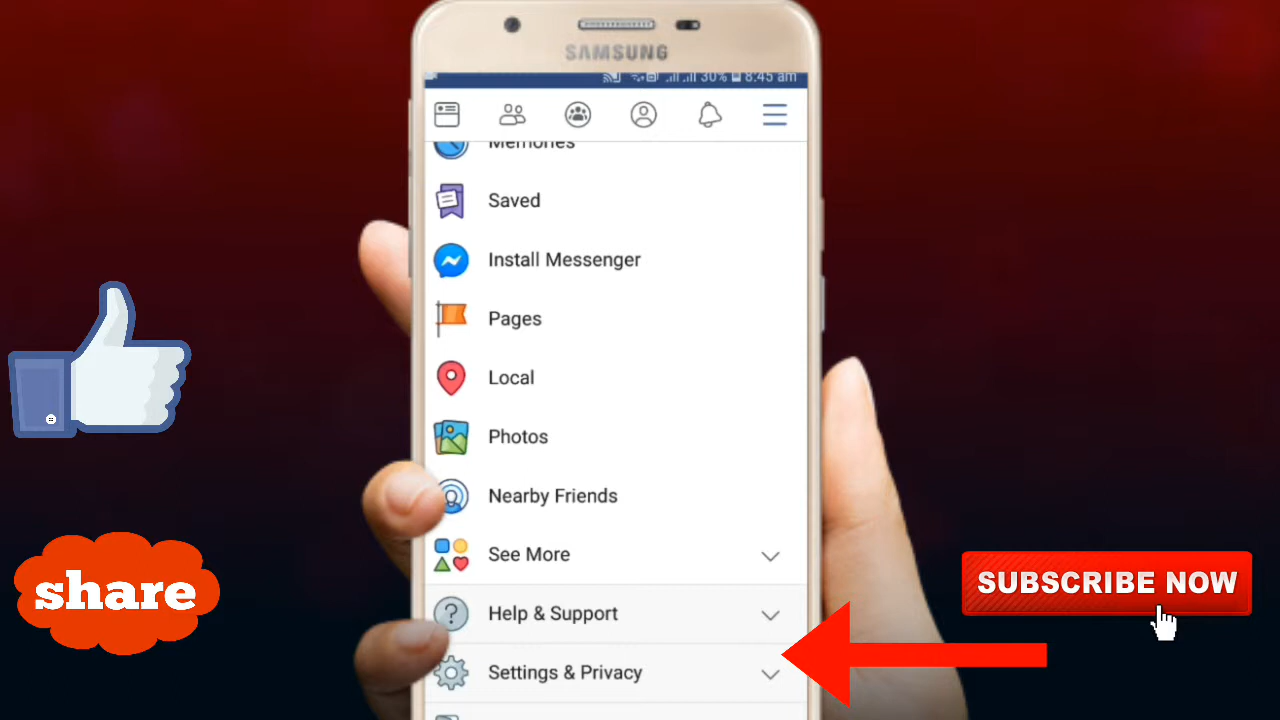 SAMSUNG
30% 8:45 am
Memories
Saved
Install Messenger
Pages
Local
Photos
Nearby Friends
See More
Help & Support
Settings & Privacy
share
SUBSCRIBE NOW